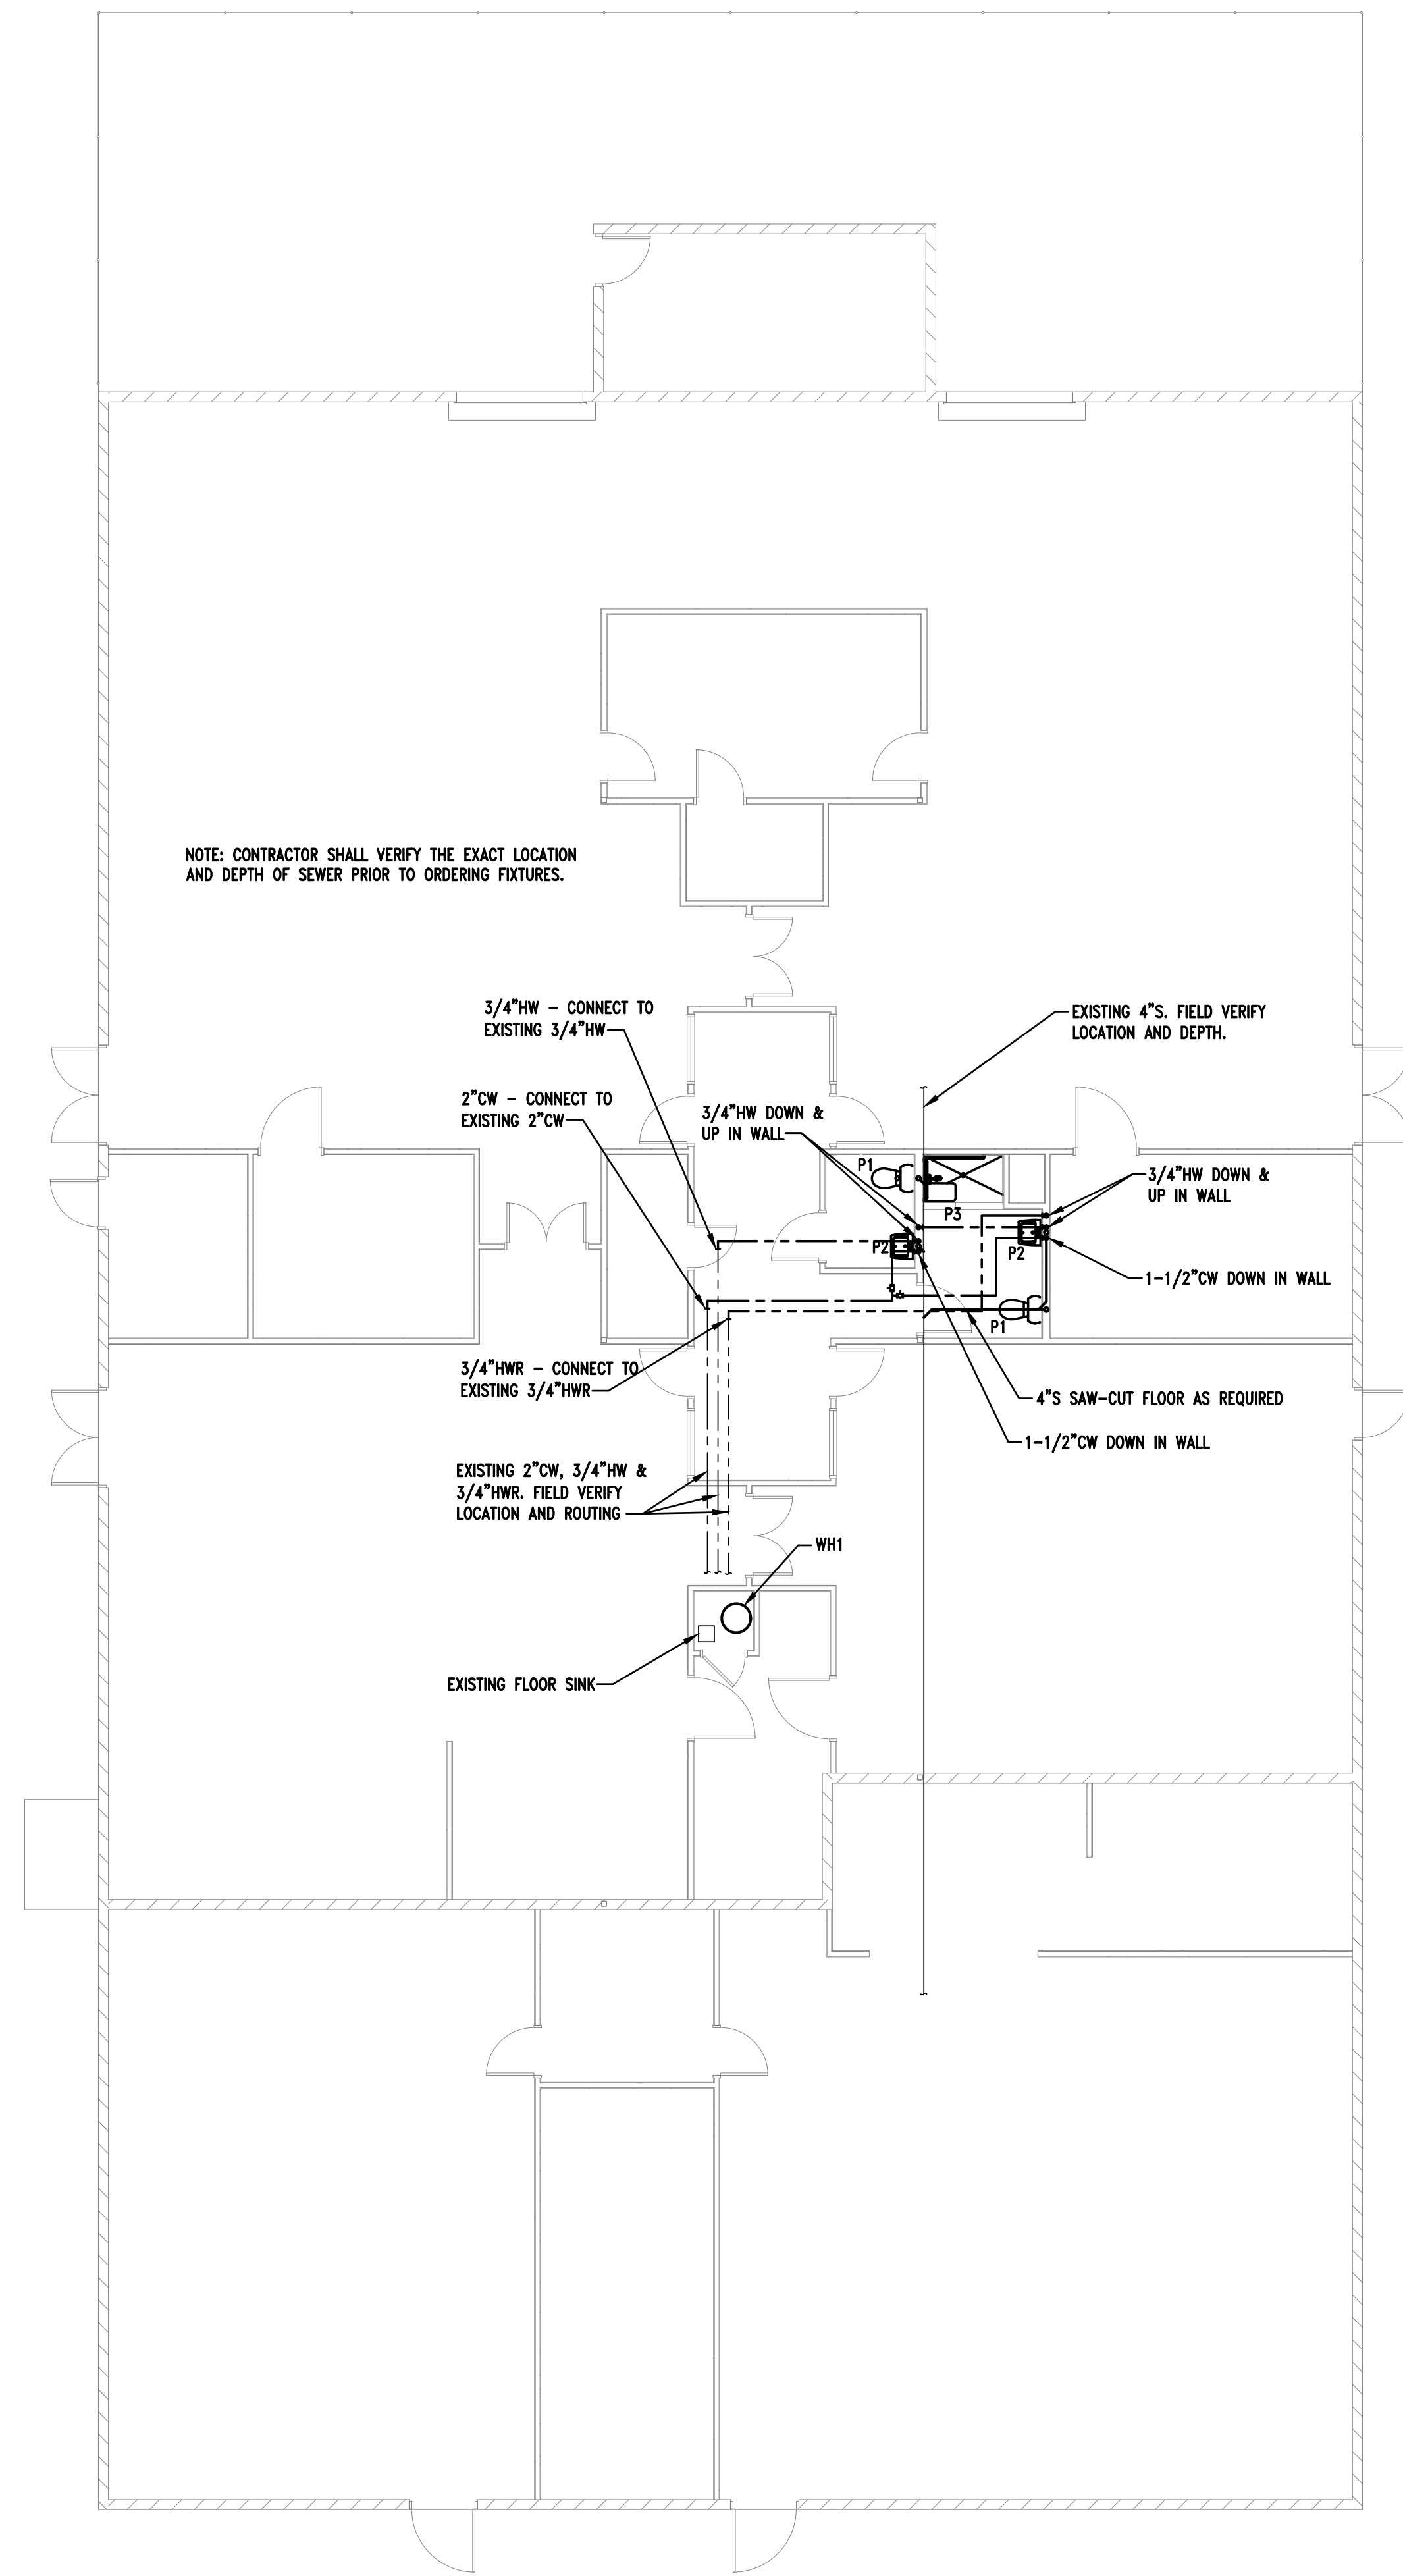 NOTE: CONTRACTOR SHALL VERIFY THE EXACT LOCATION
AND DEPTH OF SEWER PRIOR TO ORDERING FIXTURES.
3/4"HW - CONNECT TO
EXISTING 3/4"HW
EXISTING 4"S. FIELD VERIFY
LOCATION AND DEPTH.
2"CW - CONNECT TO
EXISTING 2"CW
3/4"HW DOWN &
UP IN WALL
P1
3/4"HW DOWN &
UP IN WALL
P3
P2
P2
1-1/2"CW DOWN IN WALL
P1
3/4"HWR - CONNECT TO
EXISTING 3/4"HWR
4"S SAW-CUT FLOOR AS REQUIRED
1-1/2"CW DOWN IN WALL
EXISTING 2"CW, 3/4"HW &
3/4"HWR. FIELD VERIFY
LOCATION AND ROUTING
WH1
EXISTING FLOOR SINK